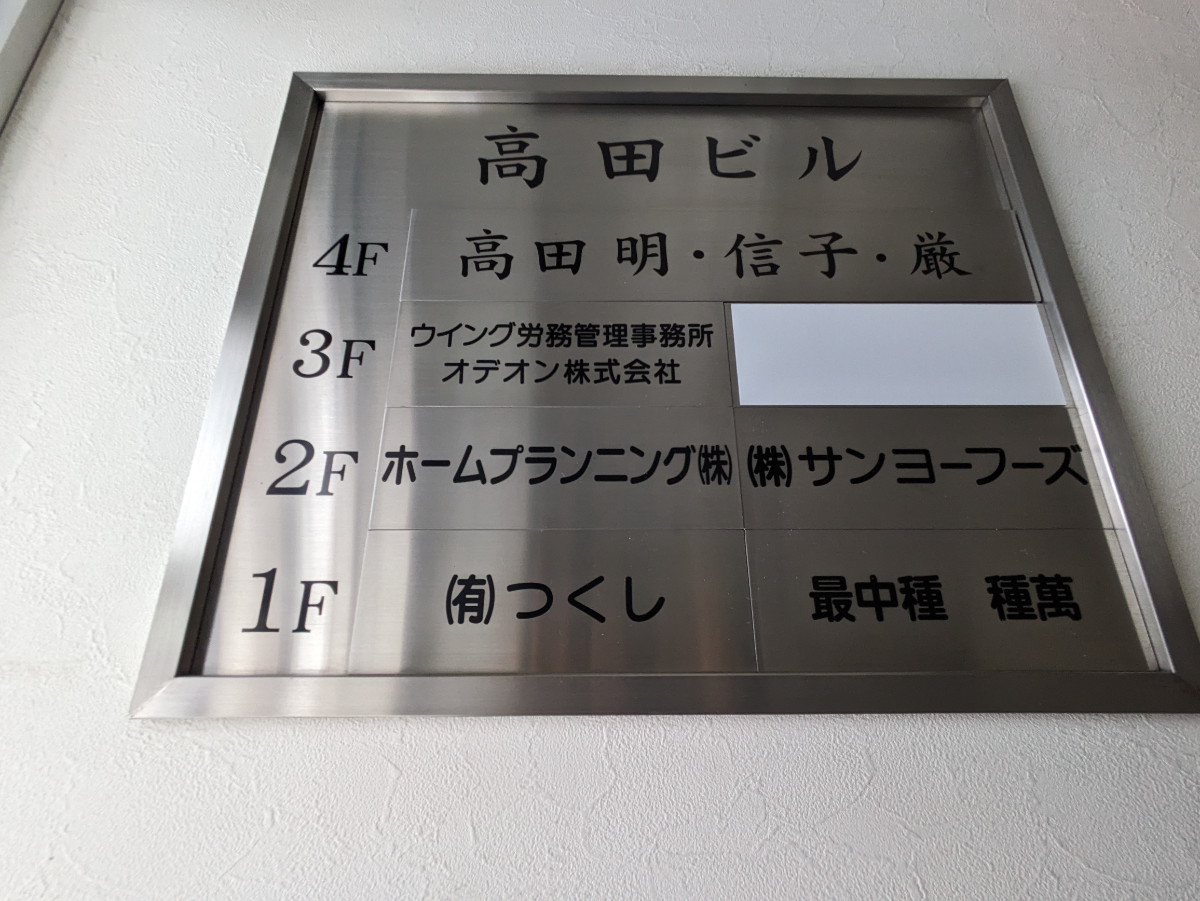 高田ビル
4F 高田明・信子・厳
3F ウイング労務管理事務所
オデオン株式会社
2F ホームプランニング㈱ ㈱サンヨーフーズ
1F ㈲つくし 最中種 種萬